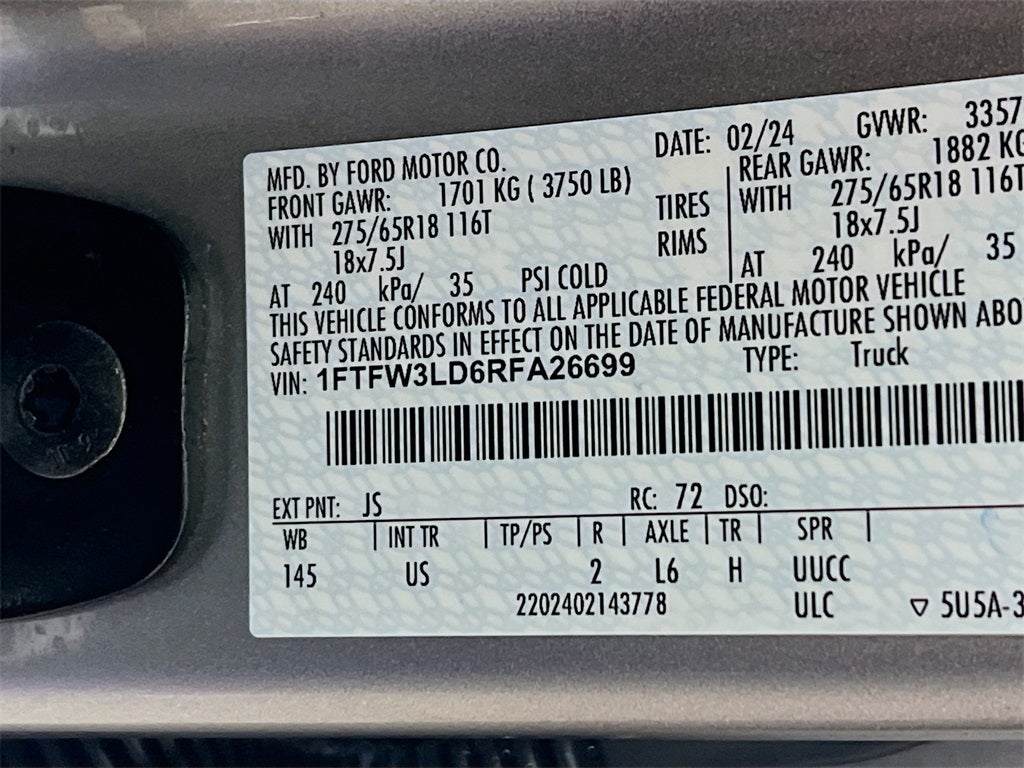 MFD. BY FORD MOTOR CO. DATE: 02/24 GVWR: 3357
FRONT GAWR: 1701 KG ( 3750 LB) REAR GAWR: 1882 KG
WITH 275/65R18 116T TIRES WITH 275/65R18 116T
18x7.5J RIMS 18x7.5J
AT 240 kPa/ 35 PSI COLD AT 240 kPa/ 35
THIS VEHICLE CONFORMS TO ALL APPLICABLE FEDERAL MOTOR VEHICLE
SAFETY STANDARDS IN EFFECT ON THE DATE OF MANUFACTURE SHOWN ABO
VIN: 1FTFW3LD6RFA26699 TYPE: Truck
EXT PNT: JS RC: 72 DSO:
WB | INT TR | TP/PS | R | AXLE | TR | SPR |
145 US 2 L6 H UUCC
2202402143778 ULC ▽ 5U5A-3